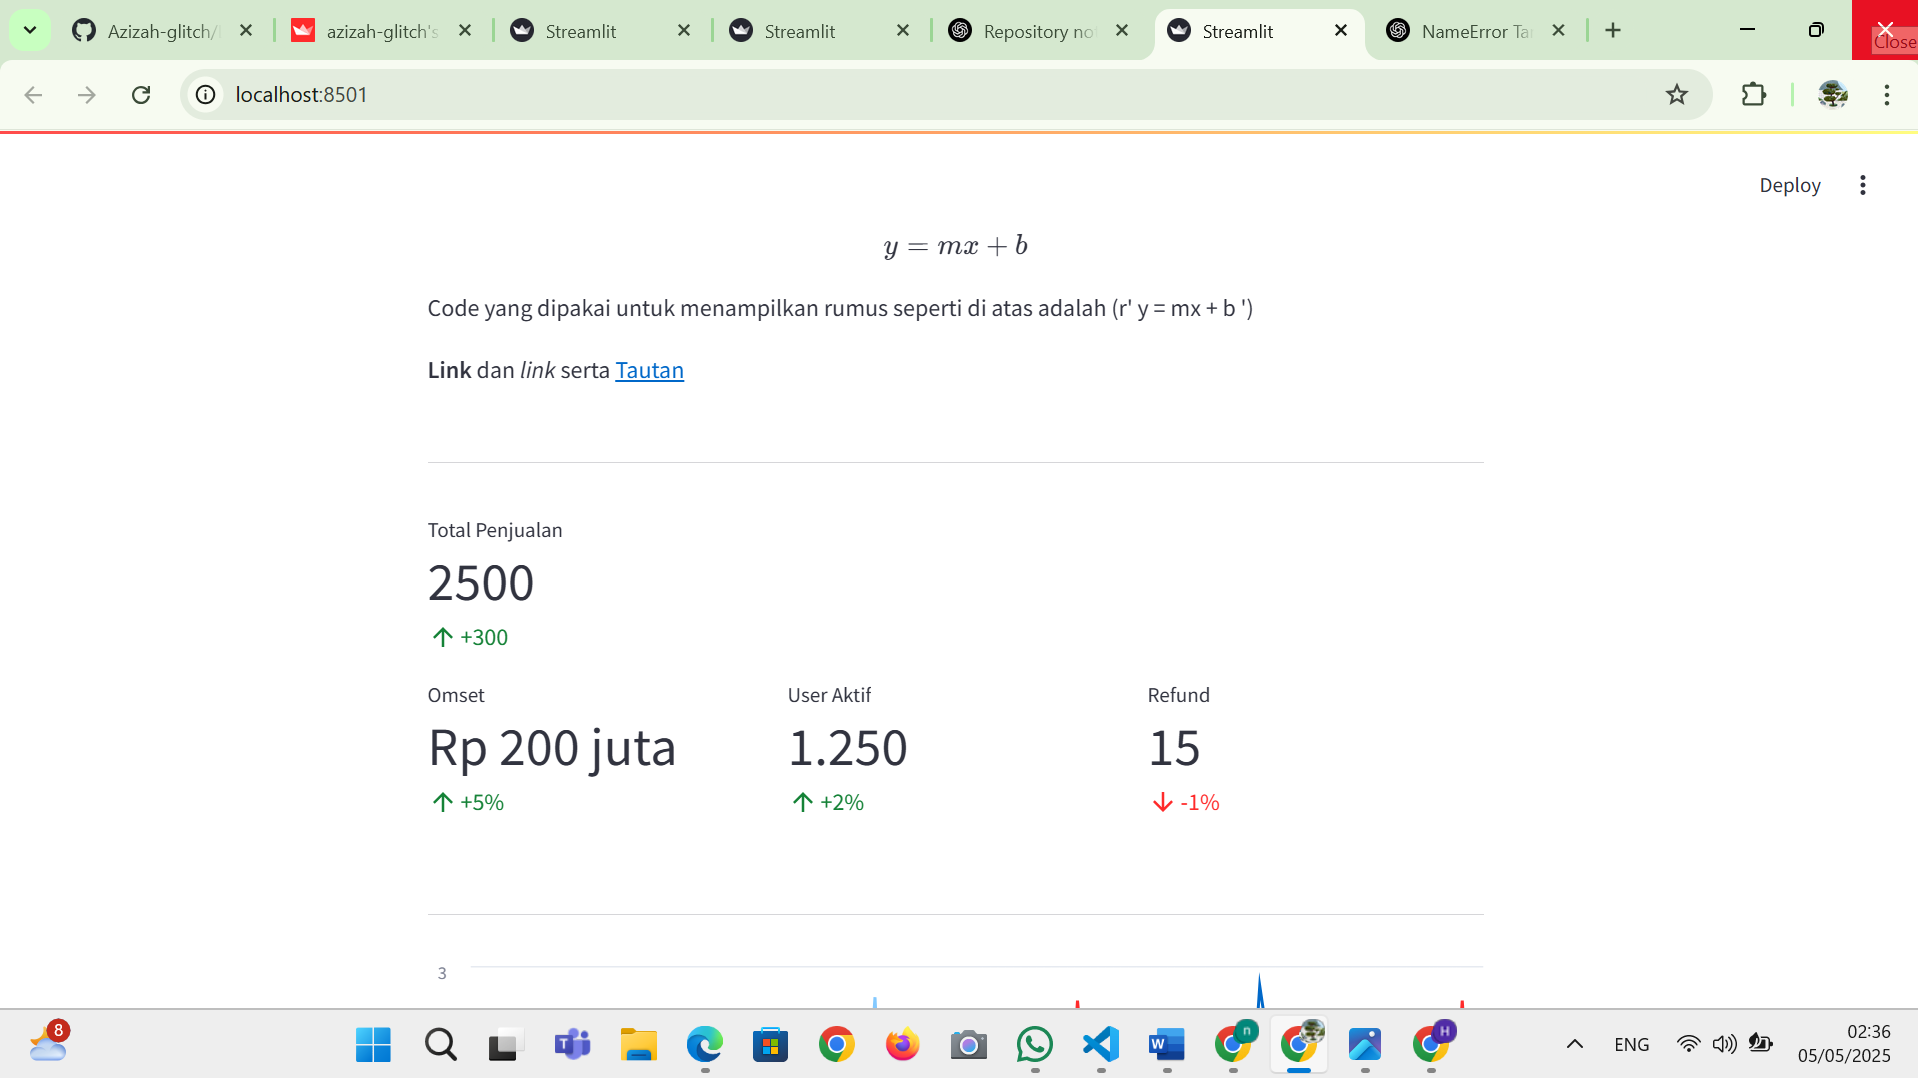 Azizah-glitch/
azizah-glitch's
Streamlit
Streamlit
Repository no
Streamlit
NameError Ta
Close
localhost:8501
Deploy
y = mx + b
Code yang dipakai untuk menampilkan rumus seperti di atas adalah (r' y = mx + b ')
Link dan link serta Tautan
Total Penjualan
2500
+300
Omset
User Aktif
Refund
Rp 200 juta
1.250
15
+5%
+2%
-1%
3
8
n
H
ENG
02:36
05/05/2025